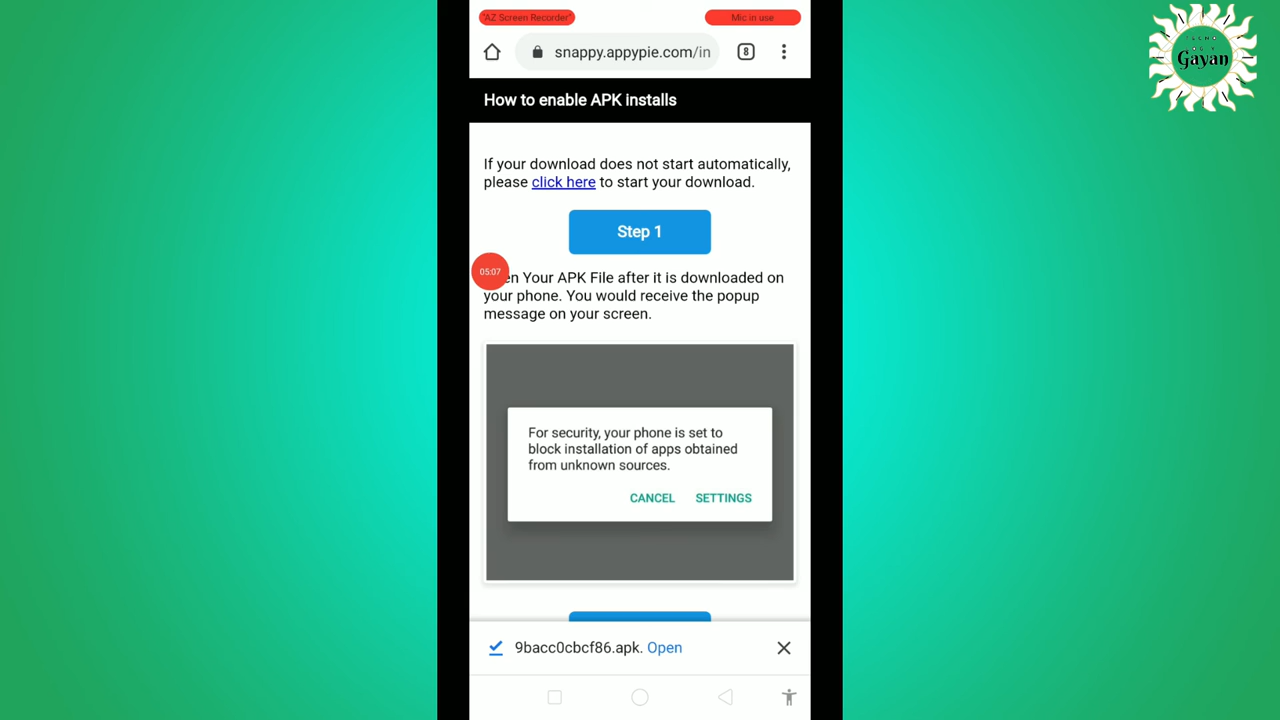 "AZ Screen Recorder"
Mic in use
snappy.appypie.com/in
8
How to enable APK installs
If your download does not start automatically,
please click here to start your download.
Step 1
05:07
en Your APK File after it is downloaded on
your phone. You would receive the popup
message on your screen.
For security, your phone is set to
block installation of apps obtained
from unknown sources.
CANCEL SETTINGS
9bacc0cbcf86.apk. Open
TECNO
Gayan